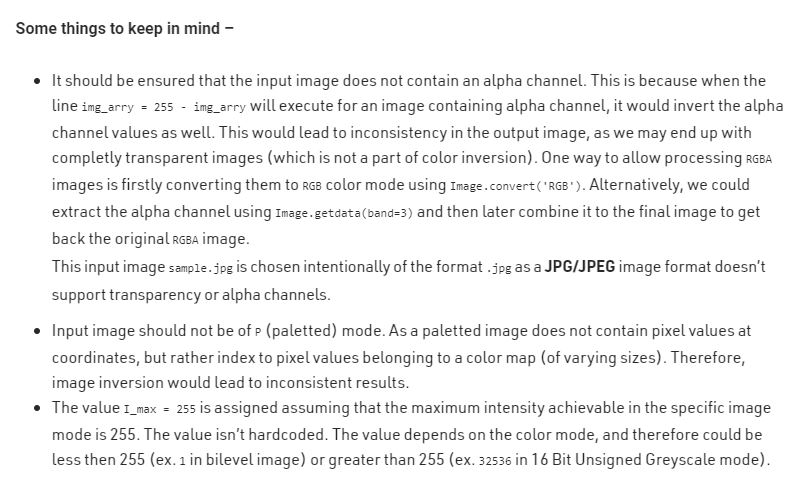 Some things to keep in mind –
• It should be ensured that the input image does not contain an alpha channel. This is because when the
line img_arry = 255 - img_arry will execute for an image containing alpha channel, it would invert the alpha
channel values as well. This would lead to inconsistency in the output image, as we may end up with
completly transparent images (which is not a part of color inversion). One way to allow processing RGBA
images is firstly converting them to RGB color mode using Image.convert('RGB'). Alternatively, we could
extract the alpha channel using Image.getdata(band=3) and then later combine it to the final image to get
back the original RGBA image.
This input image sample.jpg is chosen intentionally of the format .jpg as a JPG/JPEG image format doesn’t
support transparency or alpha channels.
• Input image should not be of P (paletted) mode. As a paletted image does not contain pixel values at
coordinates, but rather index to pixel values belonging to a color map (of varying sizes). Therefore,
image inversion would lead to inconsistent results.
• The value I_max = 255 is assigned assuming that the maximum intensity achievable in the specific image
mode is 255. The value isn’t hardcoded. The value depends on the color mode, and therefore could be
less then 255 (ex. 1 in bilevel image) or greater than 255 (ex. 32536 in 16 Bit Unsigned Greyscale mode).